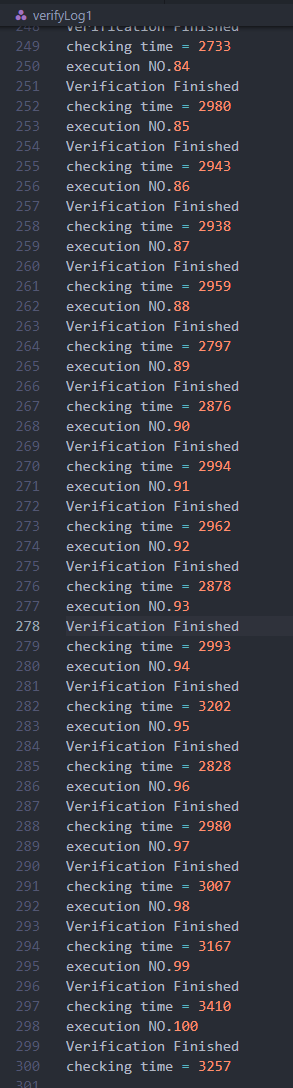 verifyLog1
248 Verification Finished
249 checking time = 2733
250 execution NO.84
251 Verification Finished
252 checking time = 2980
253 execution NO.85
254 Verification Finished
255 checking time = 2943
256 execution NO.86
257 Verification Finished
258 checking time = 2938
259 execution NO.87
260 Verification Finished
261 checking time = 2959
262 execution NO.88
263 Verification Finished
264 checking time = 2797
265 execution NO.89
266 Verification Finished
267 checking time = 2876
268 execution NO.90
269 Verification Finished
270 checking time = 2994
271 execution NO.91
272 Verification Finished
273 checking time = 2962
274 execution NO.92
275 Verification Finished
276 checking time = 2878
277 execution NO.93
278 Verification Finished
279 checking time = 2993
280 execution NO.94
281 Verification Finished
282 checking time = 3202
283 execution NO.95
284 Verification Finished
285 checking time = 2828
286 execution NO.96
287 Verification Finished
288 checking time = 2980
289 execution NO.97
290 Verification Finished
291 checking time = 3007
292 execution NO.98
293 Verification Finished
294 checking time = 3167
295 execution NO.99
296 Verification Finished
297 checking time = 3410
298 execution NO.100
299 Verification Finished
300 checking time = 3257
301